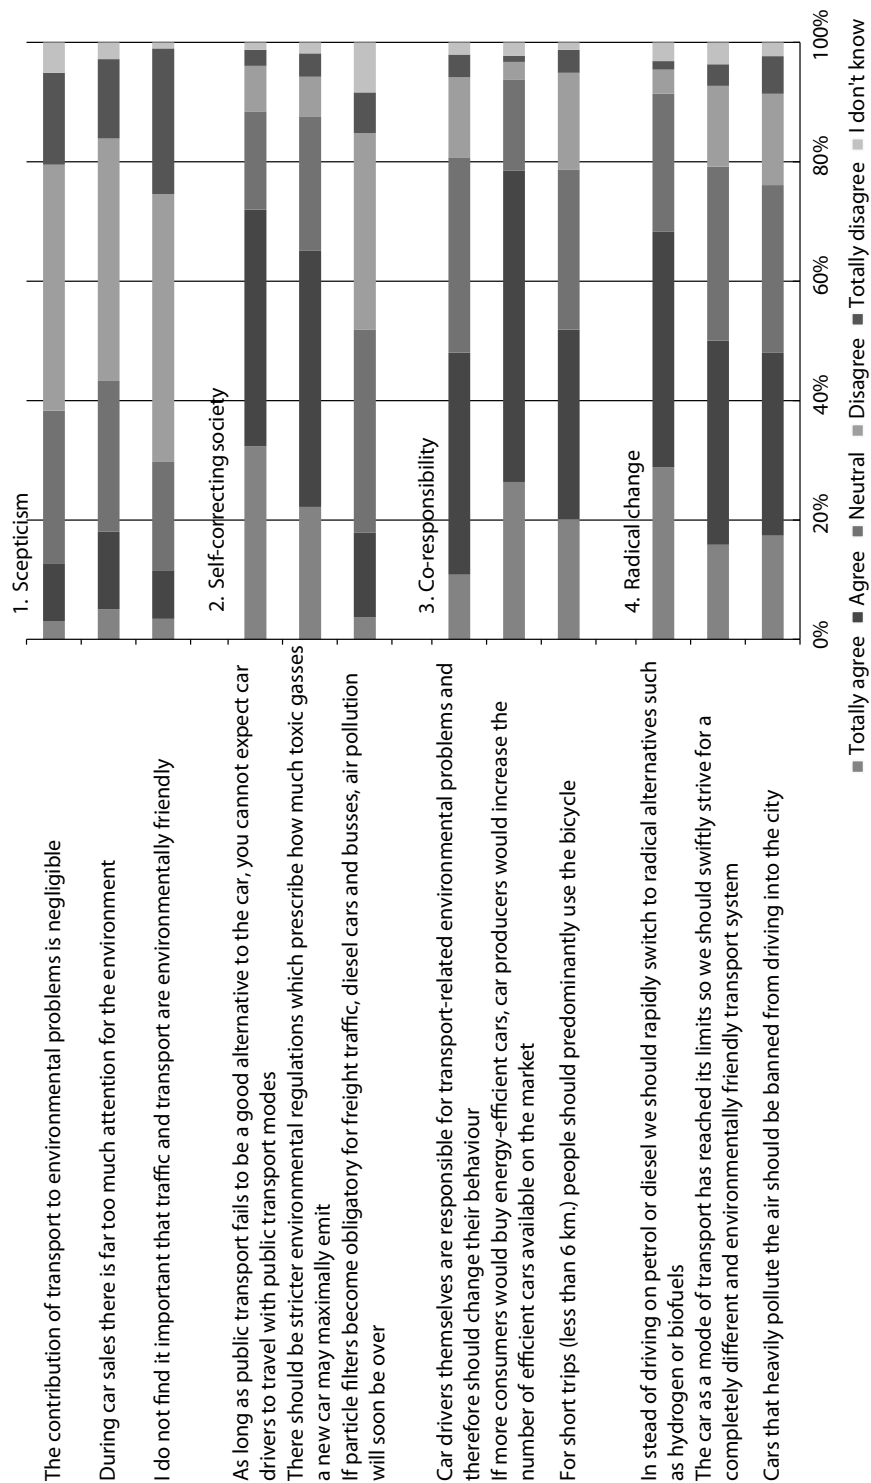 1. Scepticism
The contribution of transport to environmental problems is negligible
During car sales there is far too much attention for the environment
I do not find it important that traffic and transport are environmentally friendly
2. Self-correcting society
As long as public transport fails to be a good alternative to the car, you cannot expect car
drivers to travel with public transport modes
There should be stricter environmental regulations which prescribe how much toxic gasses
a new car may maximally emit
If particle filters become obligatory for freight traffic, diesel cars and busses, air pollution
will soon be over
3. Co-responsibility
Car drivers themselves are responsible for transport-related environmental problems and
therefore should change their behaviour
If more consumers would buy energy-efficient cars, car producers would increase the
number of efficient cars available on the market
For short trips (less than 6 km.) people should predominantly use the bicycle
4. Radical change
In stead of driving on petrol or diesel we should rapidly switch to radical alternatives such
as hydrogen or biofuels
The car as a mode of transport has reached its limits so we should swiftly strive for a
completely different and environmentally friendly transport system
Cars that heavily pollute the air should be banned from driving into the city
0% 20% 40% 60% 80% 100%
Totally agree Agree Neutral Disagree Totally disagree I don't know